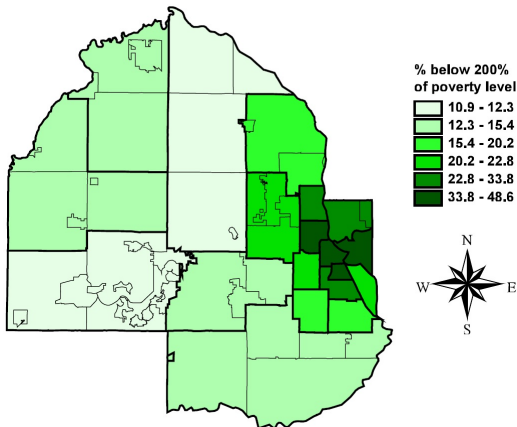 % below 200%
of poverty level
10.9 - 12.3
12.3 - 15.4
15.4 - 20.2
20.2 - 22.8
22.8 - 33.8
33.8 - 48.6
N
W E
S